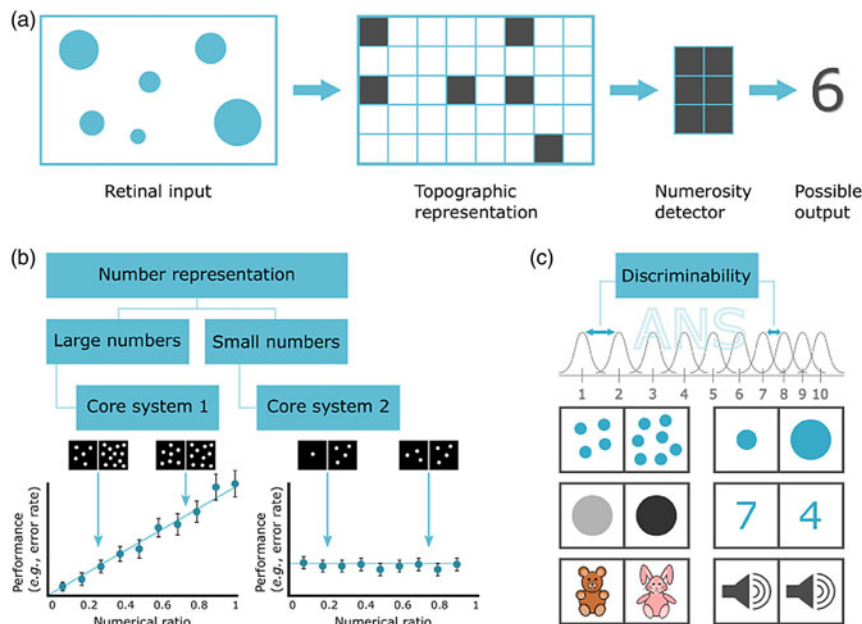 (a)
6
Retinal input
Topographic
representation
Numerosity
detector
Possible
output
(b)
Number representation
Large numbers
Small numbers
Core system 1
Core system 2
Performance
(e.g., error rate)
0 0.2 0.4 0.6 0.8 1
Numerical ratio
Performance
(e.g., error rate)
0 0.2 0.4 0.6 0.8 1
Numerical ratio
(c)
Discriminability
ANS
1 2 3 4 5 6 7 8 9 10
7 4